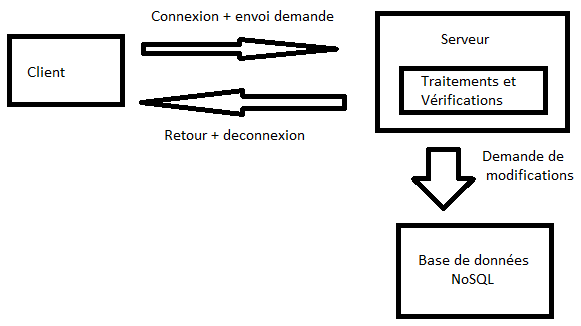 Connexion + envoi demande
Client
Serveur
Traitements et
Vérifications
Retour + deconnexion
Demande de
modifications
Base de données
NoSQL